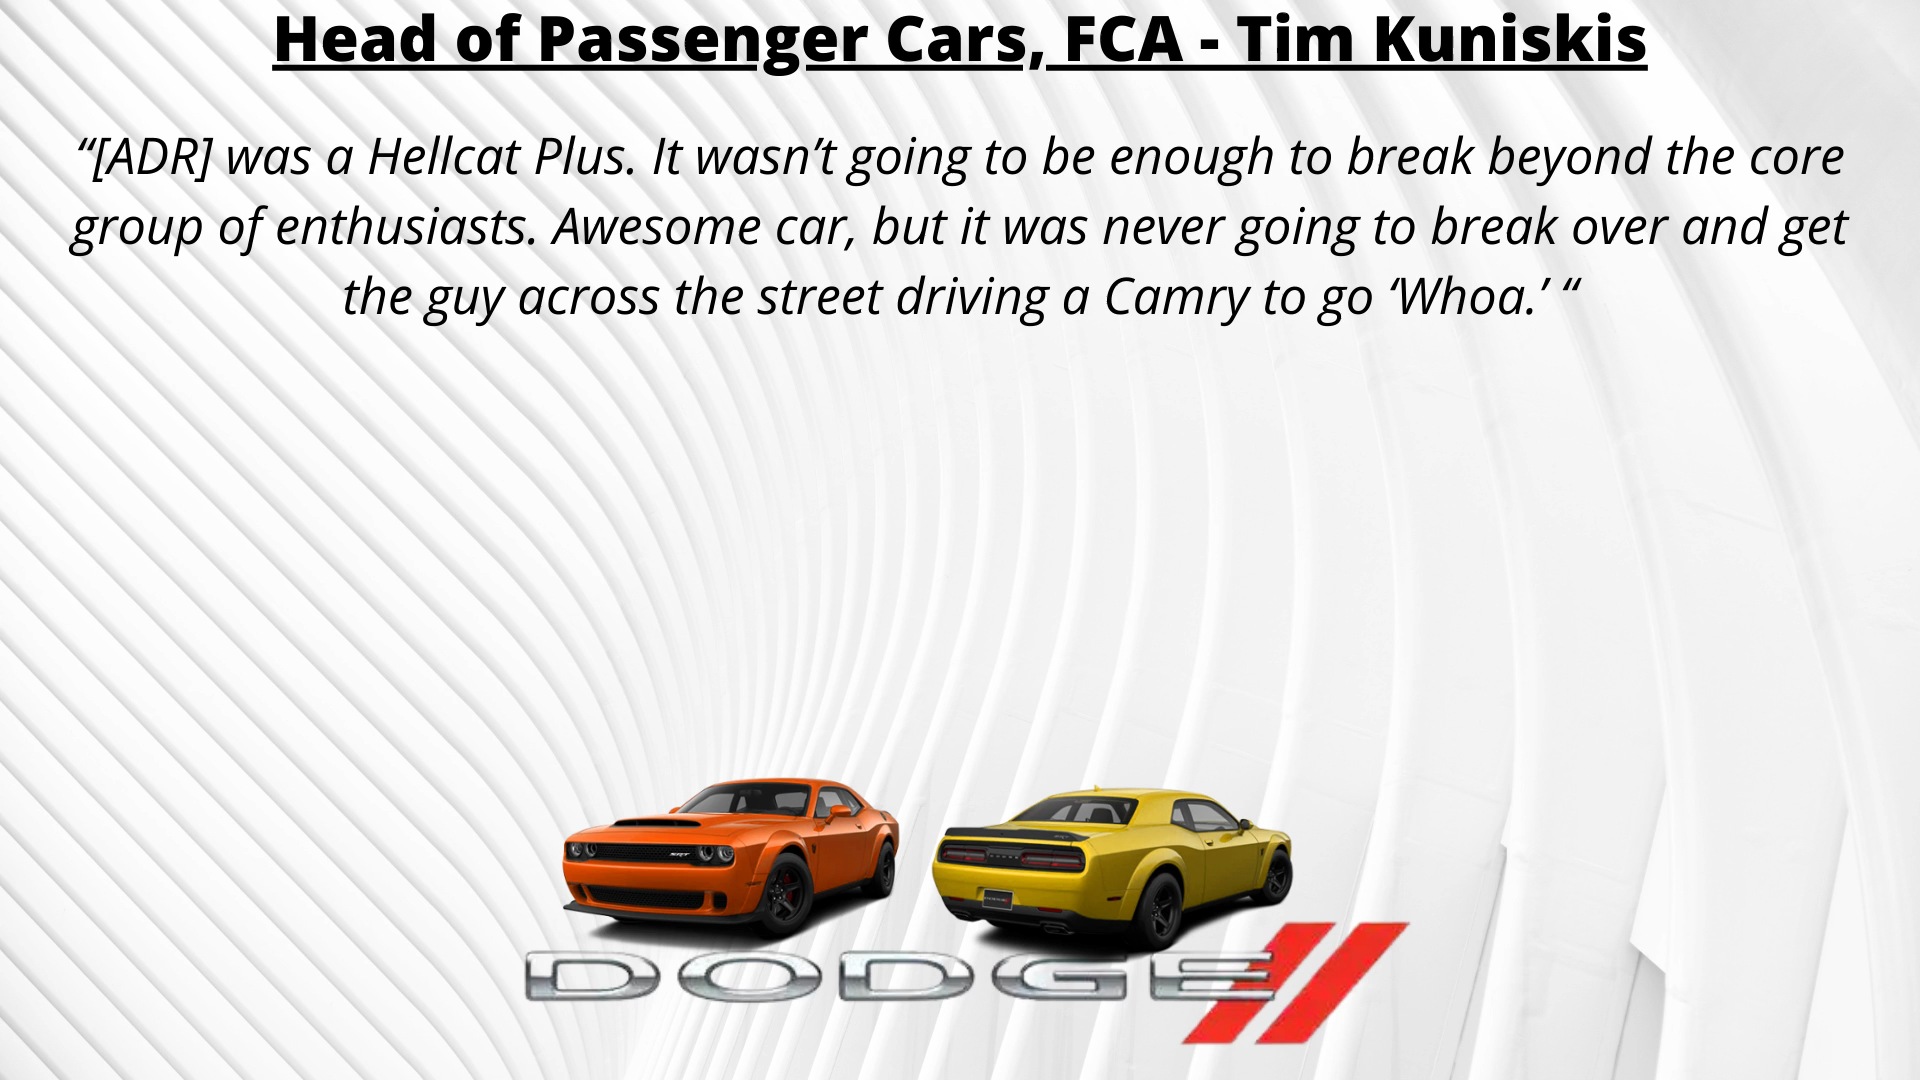 Head of Passenger Cars, FCA - Tim Kuniskis
“[ADR] was a Hellcat Plus. It wasn’t going to be enough to break beyond the core
group of enthusiasts. Awesome car, but it was never going to break over and get
the guy across the street driving a Camry to go ‘Whoa.’ “
SRT
DODGE